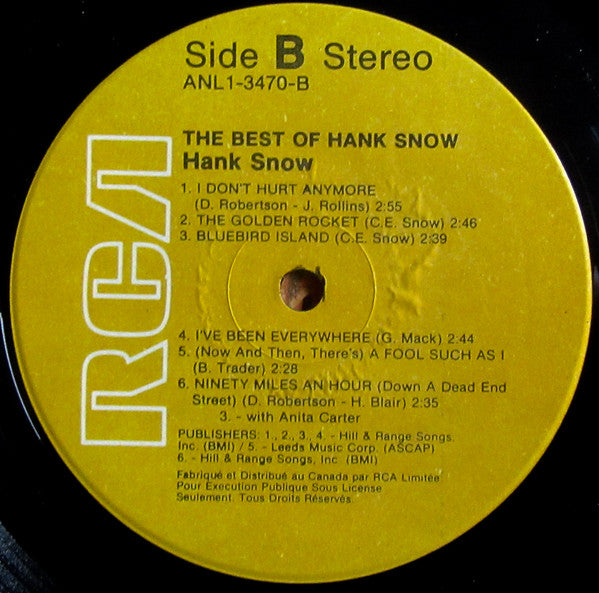 RCA
Side B Stereo
ANL1-3470-B
THE BEST OF HANK SNOW
Hank Snow
1. I DON'T HURT ANYMORE
(D. Robertson - J. Rollins) 2:55
2. THE GOLDEN ROCKET (C.E. Snow) 2:46
3. BLUEBIRD ISLAND (C.E. Snow) 2:39
4. I'VE BEEN EVERYWHERE (G. Mack) 2:44
5. (Now And Then, There's) A FOOL SUCH AS I
(B. Trader) 2:28
6. NINETY MILES AN HOUR (Down A Dead End
Street) (D. Robertson - H. Blair) 2:35
3. - with Anita Carter
PUBLISHERS: 1., 2., 3., 4. - Hill & Range Songs,
Inc. (BMI) / 5. - Leeds Music Corp. (ASCAP)
6. - Hill & Range Songs, Inc. (BMI)
Fabriqué et Distribué au Canada par RCA Limitée
Pour Execution Publique Sous License
Seulement. Tous Droits Réservés.